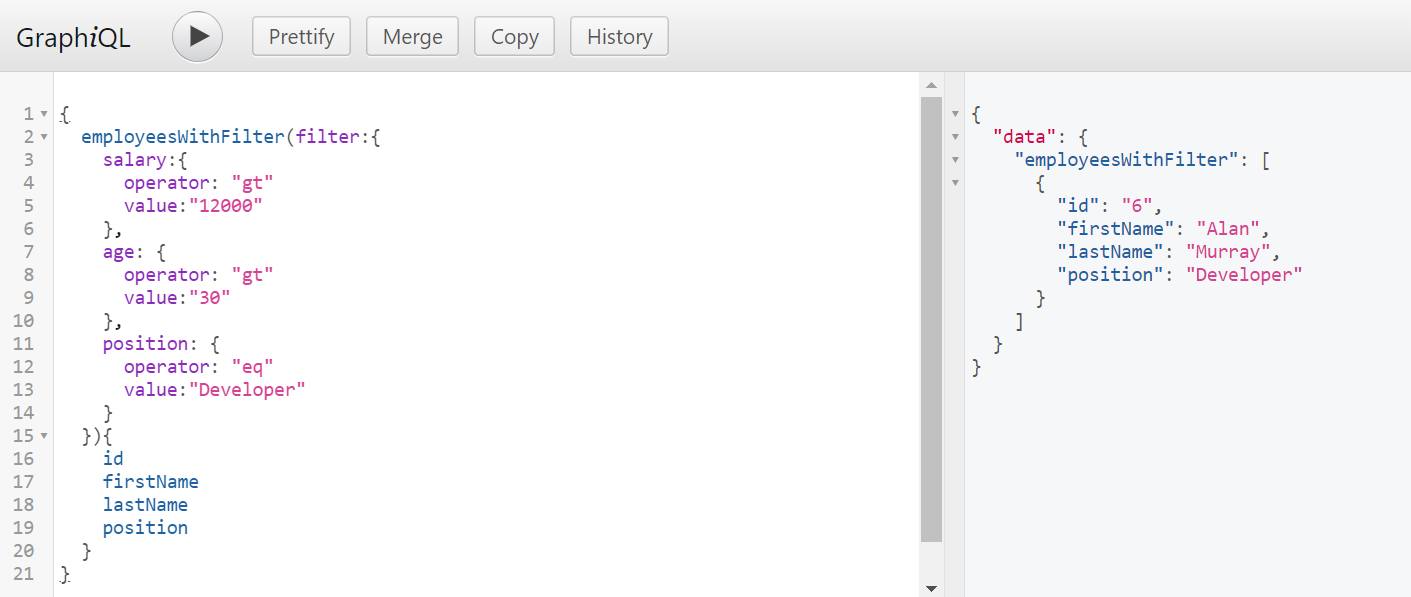 GraphiQL Prettify Merge Copy History
1 {
2 employeesWithFilter(filter:{
3 salary:{
4 operator: "gt"
5 value:"12000"
6 },
7 age: {
8 operator: "gt"
9 value:"30"
10 },
11 position: {
12 operator: "eq"
13 value:"Developer"
14 }
15 }){
16 id
17 firstName
18 lastName
19 position
20 }
21 }
{
"data": {
"employeesWithFilter": [
{
"id": "6",
"firstName": "Alan",
"lastName": "Murray",
"position": "Developer"
}
]
}
}